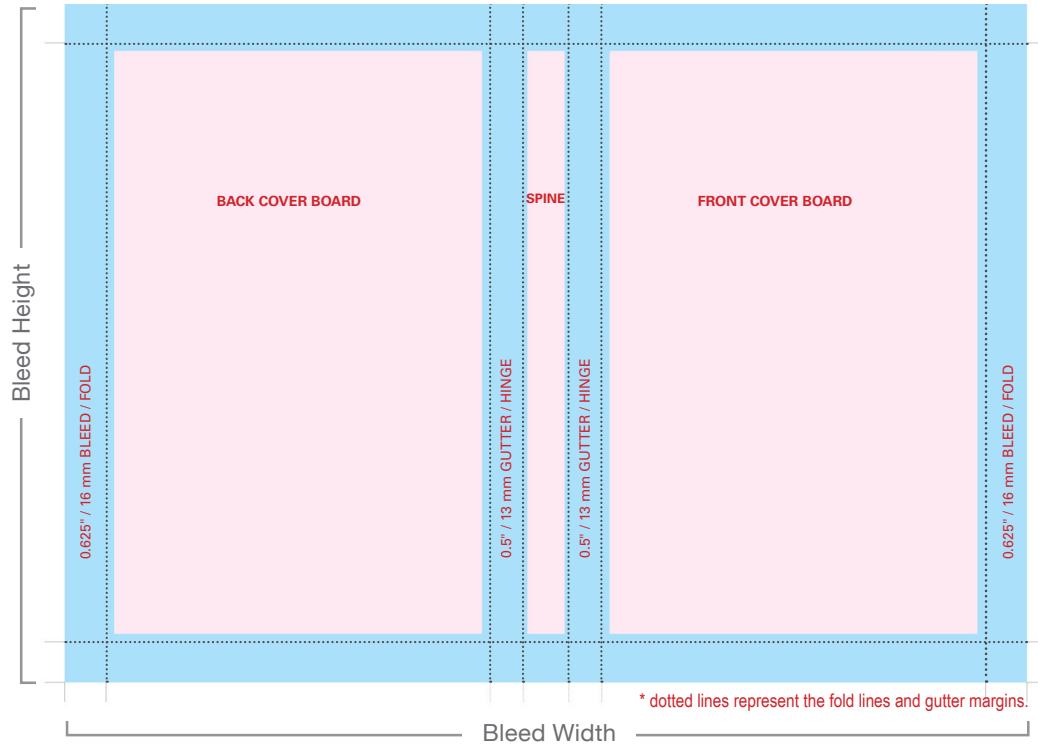 BACK COVER BOARD
SPINE
FRONT COVER BOARD
Bleed Height
0.625" / 16 mm BLEED / FOLD
0.5" / 13 mm GUTTER / HINGE
0.5" / 13 mm GUTTER / HINGE
0.625" / 16 mm BLEED / FOLD
* dotted lines represent the fold lines and gutter margins.
Bleed Width